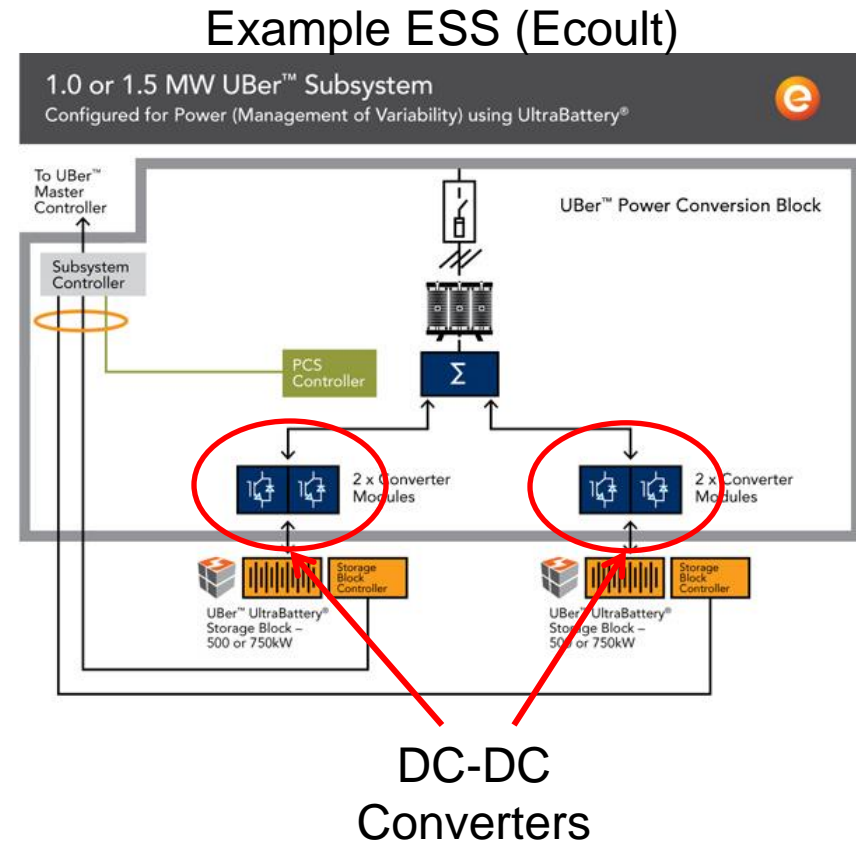 Example ESS (Ecoult)
1.0 or 1.5 MW UBer™ Subsystem
Configured for Power (Management of Variability) using UltraBattery®
e
To UBer™
Master
Controller
UBer™ Power Conversion Block
Subsystem
Controller
PCS
Controller
Σ
2 x Converter
Modules
2 x Converter
Modules
Storage
Block
Controller
UBer™ UltraBattery®
Storage Block –
500 or 750kW
Storage
Block
Controller
UBer™ UltraBattery®
Storage Block –
500 or 750kW
DC-DC
Converters